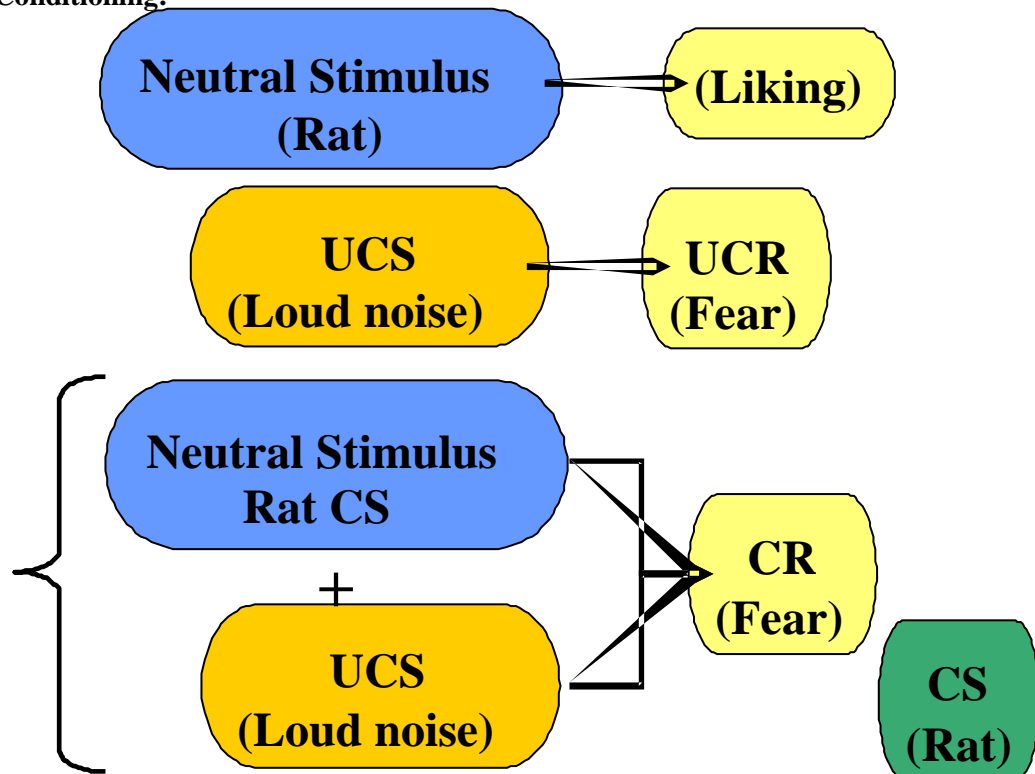 Conditioning:
Neutral Stimulus
(Rat)
(Liking)
UCS
(Loud noise)
UCR
(Fear)
Neutral Stimulus
Rat CS
+
UCS
(Loud noise)
CR
(Fear)
CS
(Rat)